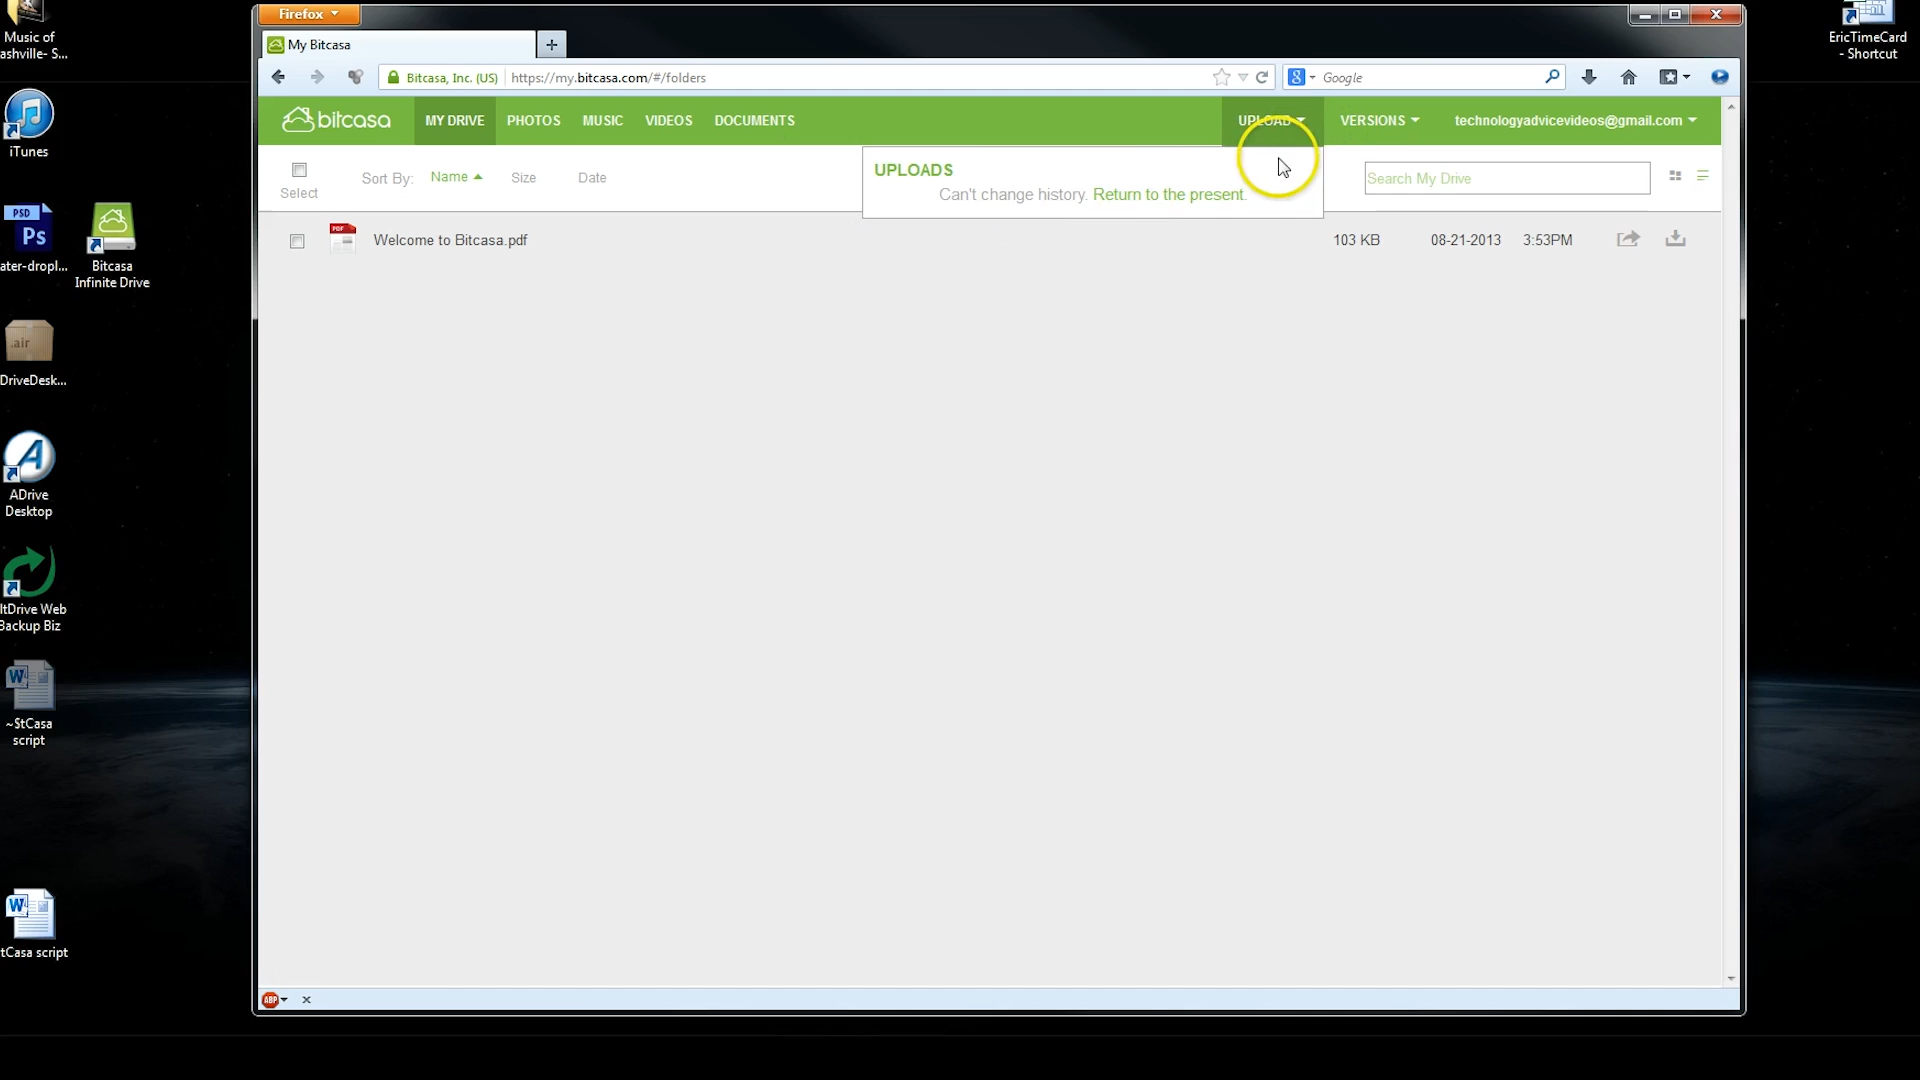 Music of
ashville- S...
iTunes
PSD
Ps
ater-dropl...
Bitcasa
Infinite Drive
.air
DriveDesk...
ADrive
Desktop
ltDrive Web
Backup Biz
~$tCasa
script
tCasa script
EricTimeCard
- Shortcut
Firefox
My Bitcasa
Bitcasa, Inc. (US) https://my.bitcasa.com/#/folders
Google
bitcasa MY DRIVE PHOTOS MUSIC VIDEOS DOCUMENTS UPLOAD VERSIONS technologyadvicevideos@gmail.com
Select
Sort By: Name Size Date
UPLOADS
Can't change history. Return to the present.
Search My Drive
PDF
Welcome to Bitcasa.pdf 103 KB 08-21-2013 3:53PM
ABP